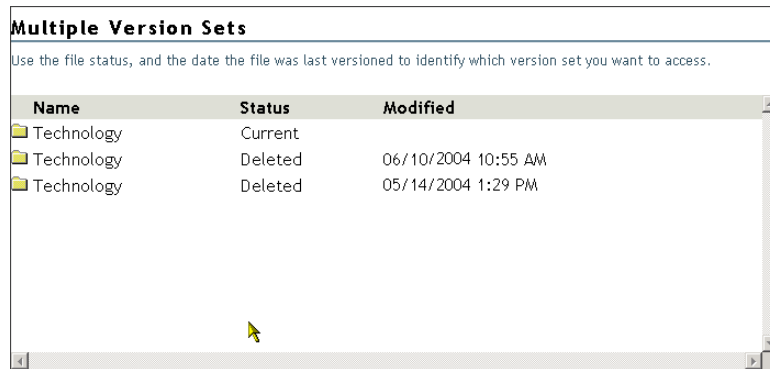 Multiple Version Sets
Use the file status, and the date the file was last versioned to identify which version set you want to access.
Name Status Modified
Technology Current
Technology Deleted 06/10/2004 10:55 AM
Technology Deleted 05/14/2004 1:29 PM